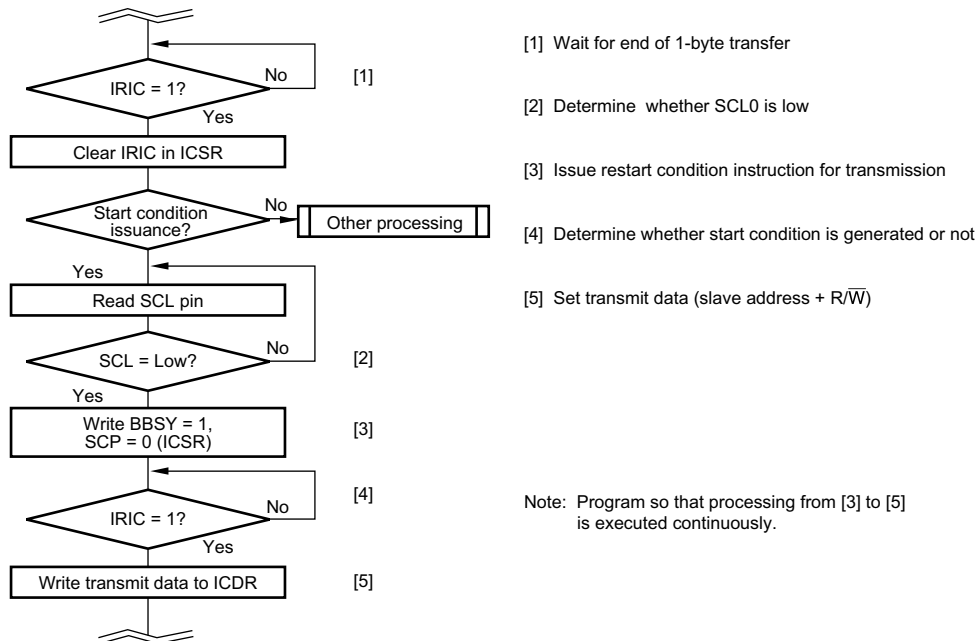 IRIC = 1?
No
[1]
Yes
Clear IRIC in ICSR
Start condition
issuance?
No
Other processing
Yes
Read SCL pin
SCL = Low?
No
[2]
Yes
Write BBSY = 1,
SCP = 0 (ICSR)
[3]
IRIC = 1?
No
[4]
Yes
Write transmit data to ICDR
[5]
[1] Wait for end of 1-byte transfer
[2] Determine whether SCL0 is low
[3] Issue restart condition instruction for transmission
[4] Determine whether start condition is generated or not
[5] Set transmit data (slave address + R/W̅)
Note: Program so that processing from [3] to [5]
is executed continuously.